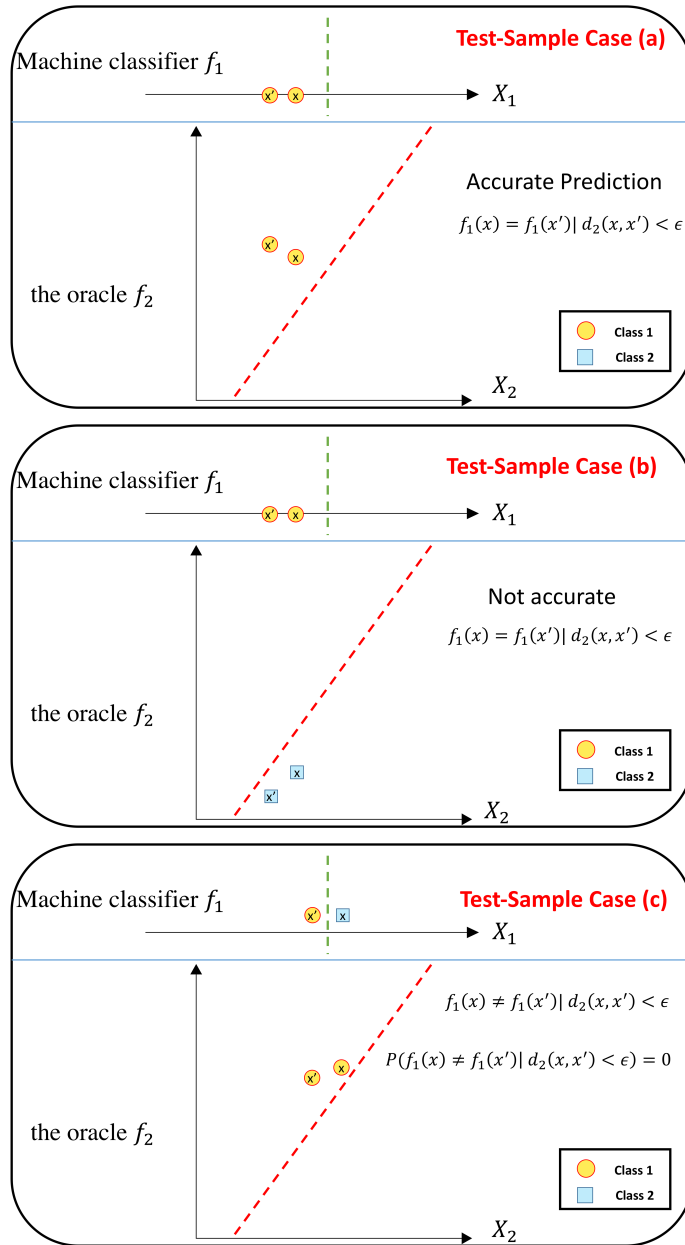 Test-Sample Case (a)
Machine classifier f₁
x' x
X₁
Accurate Prediction
f₁(x) = f₁(x′)| d₂(x, x′) < ϵ
x' x
the oracle f₂
Class 1
Class 2
X₂
Test-Sample Case (b)
Machine classifier f₁
x' x
X₁
Not accurate
f₁(x) = f₁(x′)| d₂(x, x′) < ϵ
the oracle f₂
x
x'
Class 1
Class 2
X₂
Machine classifier f₁
Test-Sample Case (c)
x' x
X₁
f₁(x) ≠ f₁(x′)| d₂(x, x′) < ϵ
P(f₁(x) ≠ f₁(x′)| d₂(x, x′) < ϵ) = 0
x' x
the oracle f₂
Class 1
Class 2
X₂